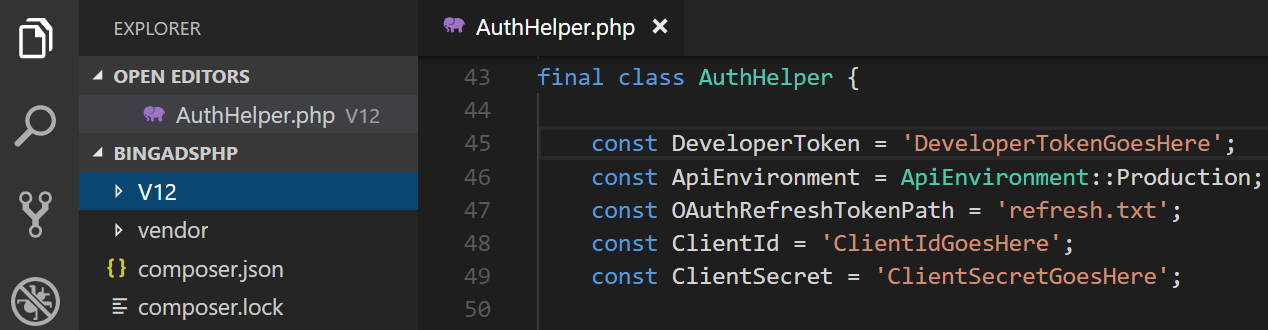 EXPLORER
OPEN EDITORS
AuthHelper.php V12
BINGADSPHP
V12
vendor
{ } composer.json
composer.lock
AuthHelper.php ×
43 final class AuthHelper {
44
45     const DeveloperToken = 'DeveloperTokenGoesHere';
46     const ApiEnvironment = ApiEnvironment::Production;
47     const OAuthRefreshTokenPath = 'refresh.txt';
48     const ClientId = 'ClientIdGoesHere';
49     const ClientSecret = 'ClientSecretGoesHere';
50